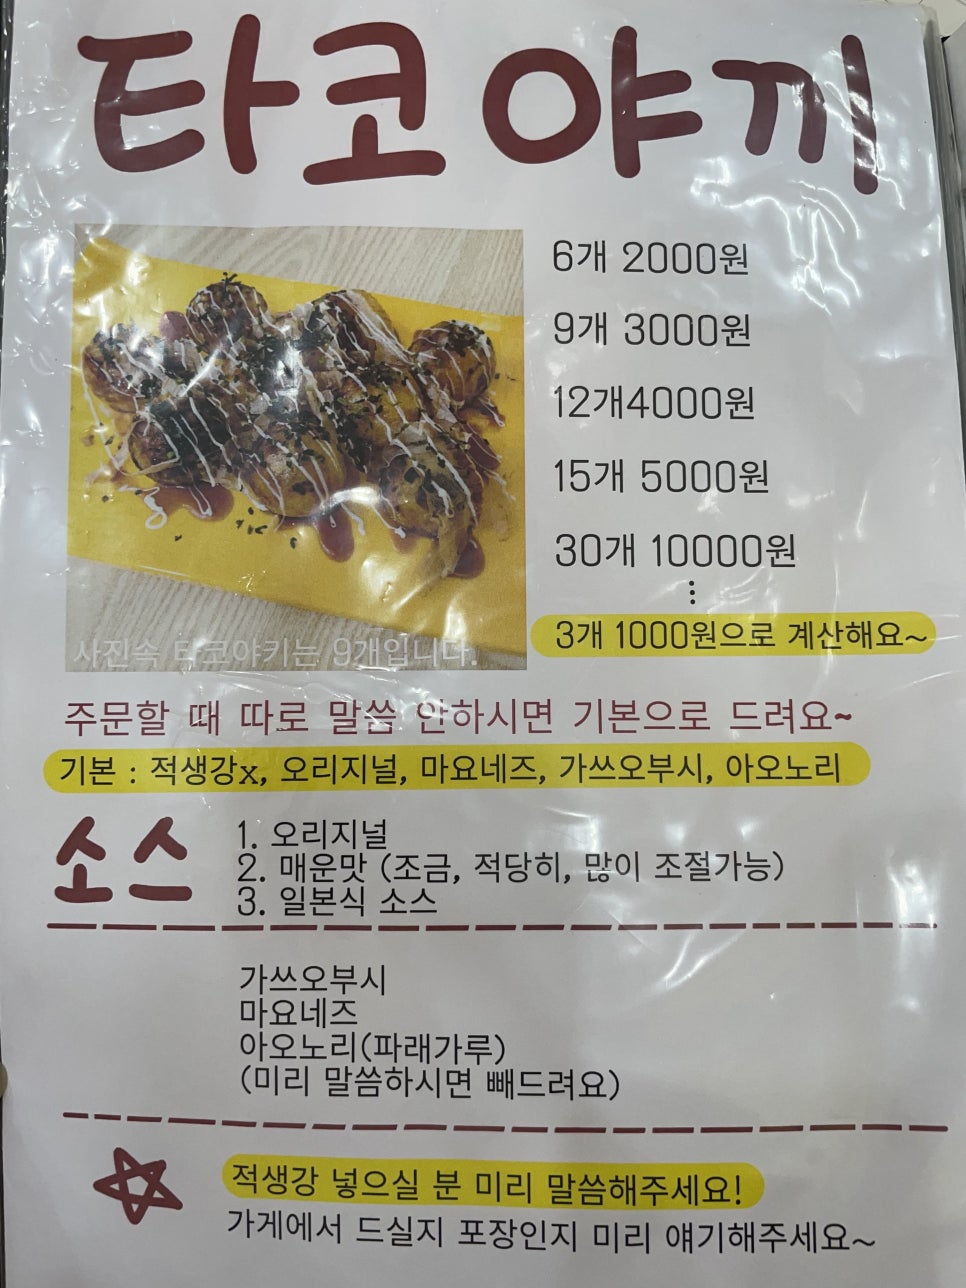 타코야끼
6개 2000원
9개 3000원
12개4000원
15개 5000원
30개 10000원
⋮
3개 1000원으로 계산해요~
사진속 타코야키는 9개입니다.
주문할 때 따로 말씀 안하시면 기본으로 드려요~
기본 : 적생강x, 오리지널, 마요네즈, 가쓰오부시, 아오노리
소스
1. 오리지널
2. 매운맛 (조금, 적당히, 많이 조절가능)
3. 일본식 소스
가쓰오부시
마요네즈
아오노리(파래가루)
(미리 말씀하시면 빼드려요)
적생강 넣으실 분 미리 말씀해주세요!
가게에서 드실지 포장인지 미리 얘기해주세요~